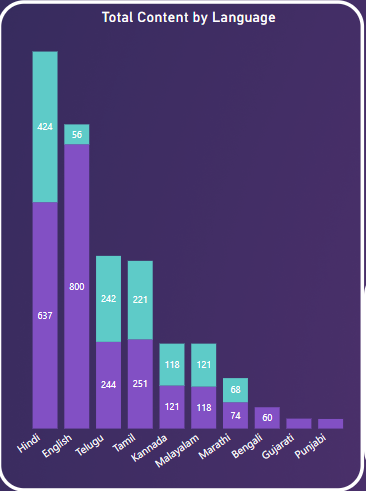 Total Content by Language
424
56
637
800
242
221
244
251
118
121
121
118
68
74
60
Hindi
English
Telugu
Tamil
Kannada
Malayalam
Marathi
Bengali
Gujarati
Punjabi